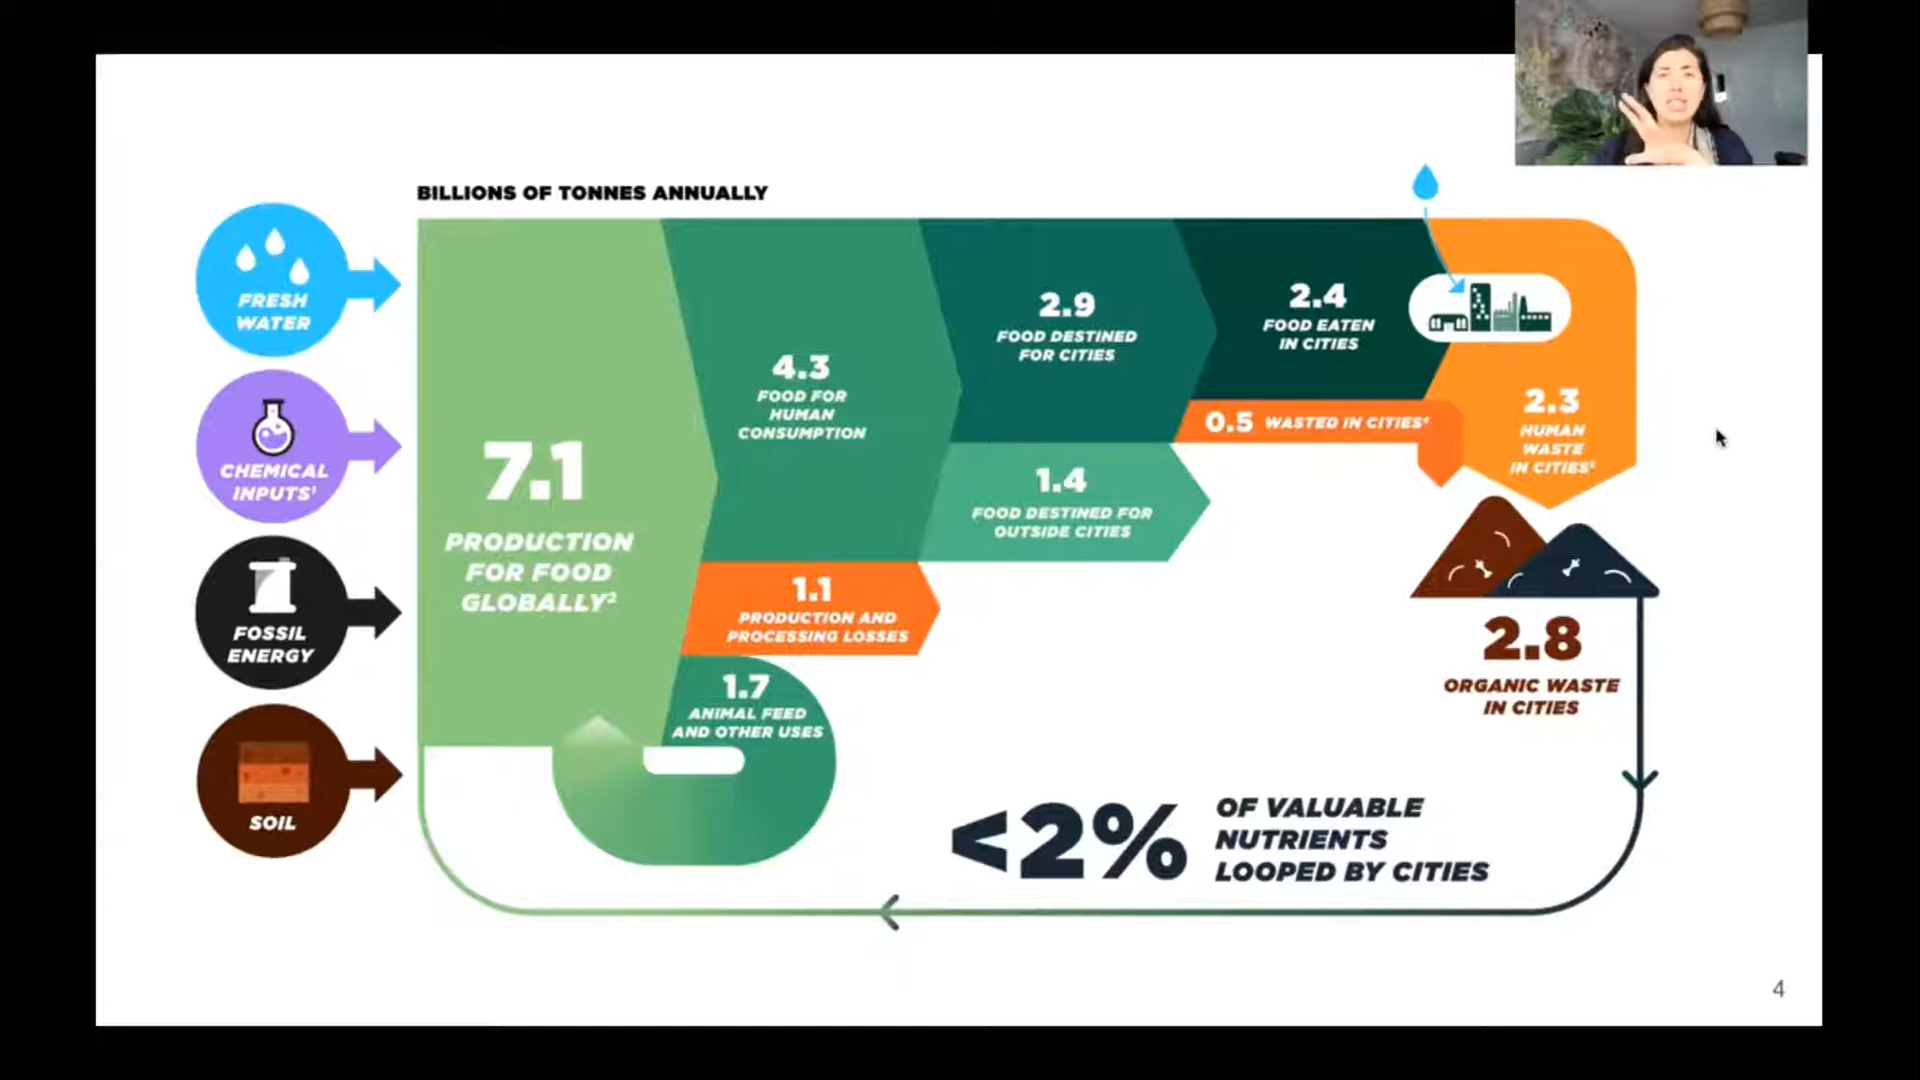 BILLIONS OF TONNES ANNUALLY
FRESH
WATER
CHEMICAL
INPUTS¹
FOSSIL
ENERGY
SOIL
7.1
PRODUCTION
FOR FOOD
GLOBALLY²
4.3
FOOD FOR
HUMAN
CONSUMPTION
1.1
PRODUCTION AND
PROCESSING LOSSES
1.7
ANIMAL FEED
AND OTHER USES
2.9
FOOD DESTINED
FOR CITIES
1.4
FOOD DESTINED FOR
OUTSIDE CITIES
2.4
FOOD EATEN
IN CITIES
0.5 WASTED IN CITIES⁴
2.3
HUMAN
WASTE
IN CITIES
2.8
ORGANIC WASTE
IN CITIES
<2%
OF VALUABLE
NUTRIENTS
LOOPED BY CITIES
4